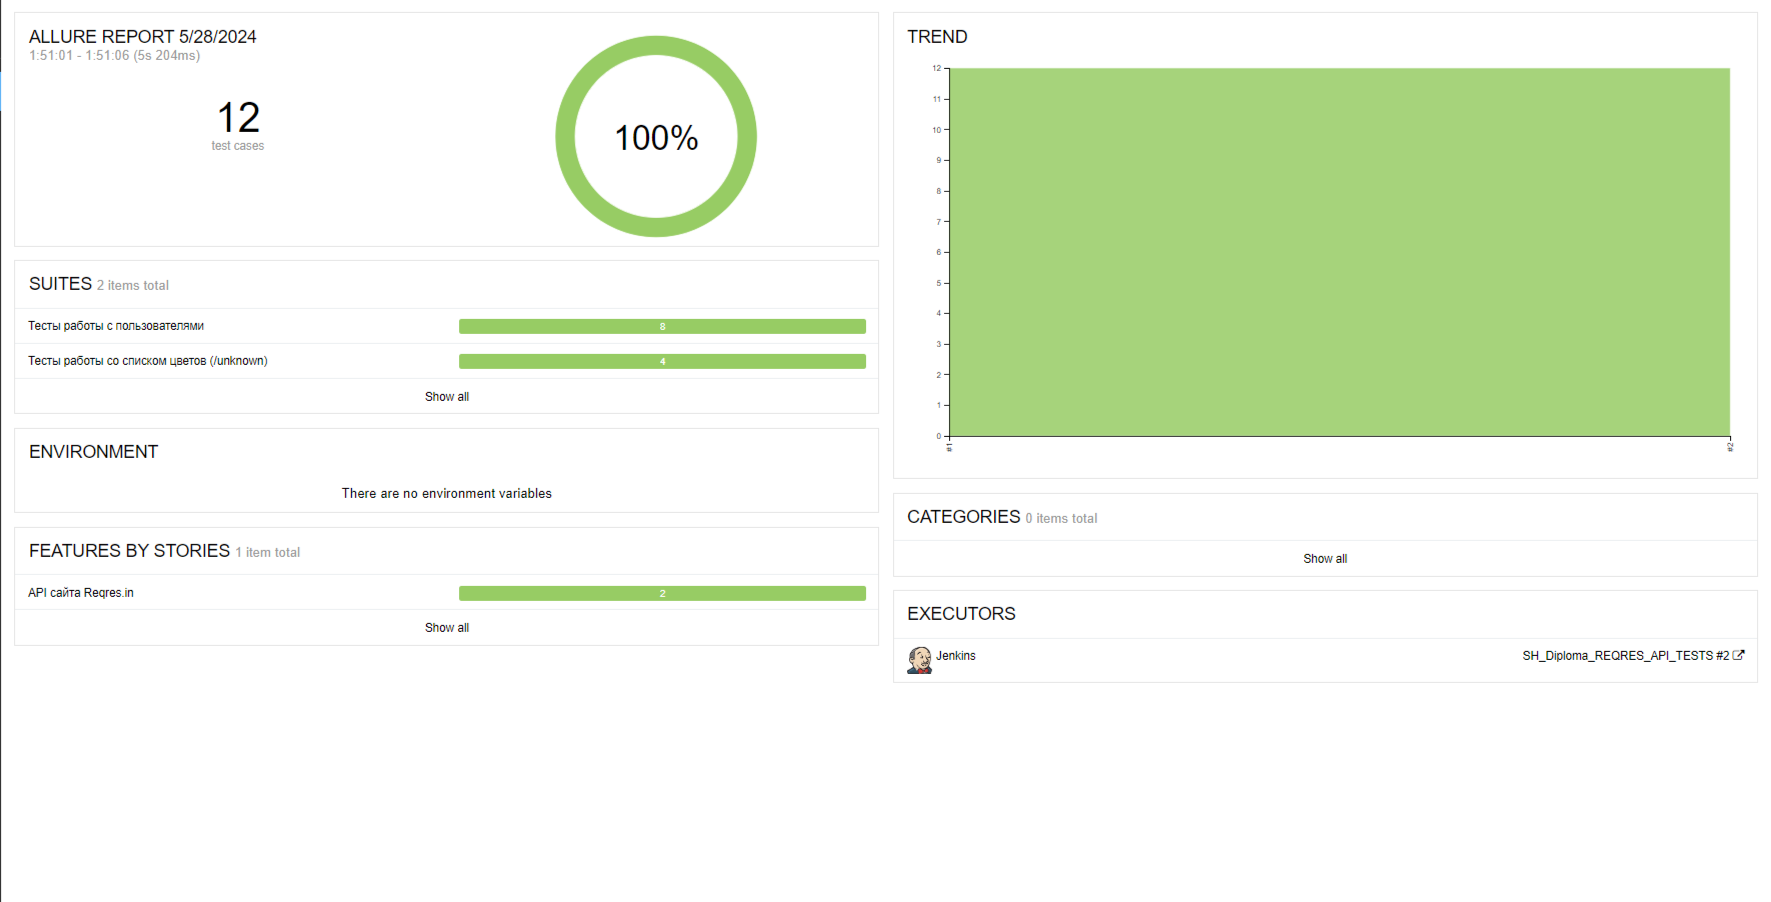 ALLURE REPORT 5/28/2024
1:51:01 - 1:51:06 (5s 204ms)
12
test cases
100%
SUITES 2 items total
Тесты работы с пользователями 8
Тесты работы со списком цветов (/unknown) 4
Show all
ENVIRONMENT
There are no environment variables
FEATURES BY STORIES 1 item total
API сайта Reqres.in 2
Show all
TREND
12
11
10
9
8
7
6
5
4
3
2
1
0
#1
#2
CATEGORIES 0 items total
Show all
EXECUTORS
Jenkins SH_Diploma_REQRES_API_TESTS #2